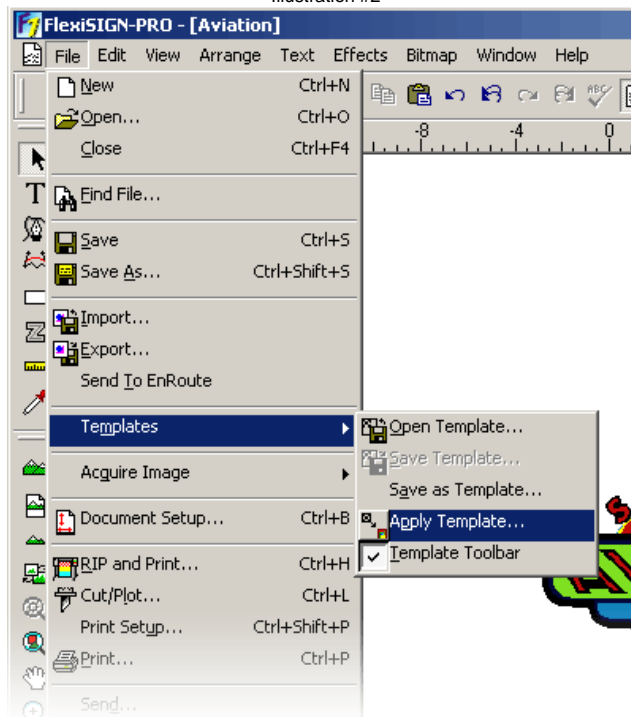 Illustration #2
FlexiSIGN-PRO - [Aviation]
File Edit View Arrange Text Effects Bitmap Window Help
New Ctrl+N
Open... Ctrl+O
Close Ctrl+F4
-8 -4 0
Find File...
Save Ctrl+S
Save As... Ctrl+Shift+S
Import...
Export...
Send To EnRoute
Templates
Open Template...
Save Template...
Save as Template...
Apply Template...
Template Toolbar
Acquire Image
Document Setup... Ctrl+B
RIP and Print... Ctrl+H
Cut/Plot... Ctrl+L
Print Setup... Ctrl+Shift+P
Print... Ctrl+P
Send...